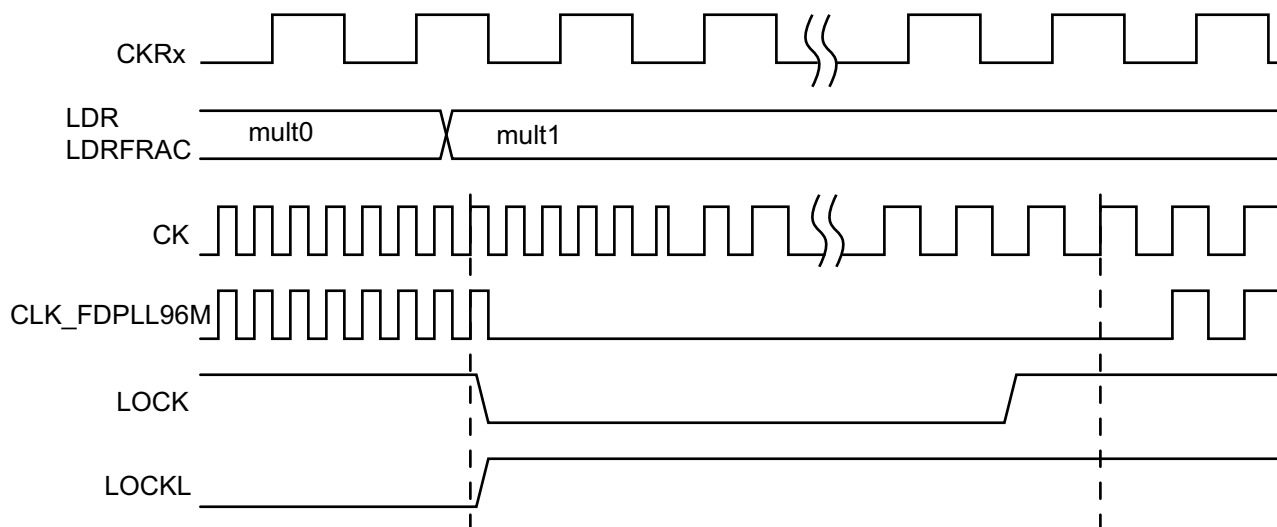 CKRx
LDR
LDRFRAC
mult0
mult1
CK
CLK_FDPLL96M
LOCK
LOCKL